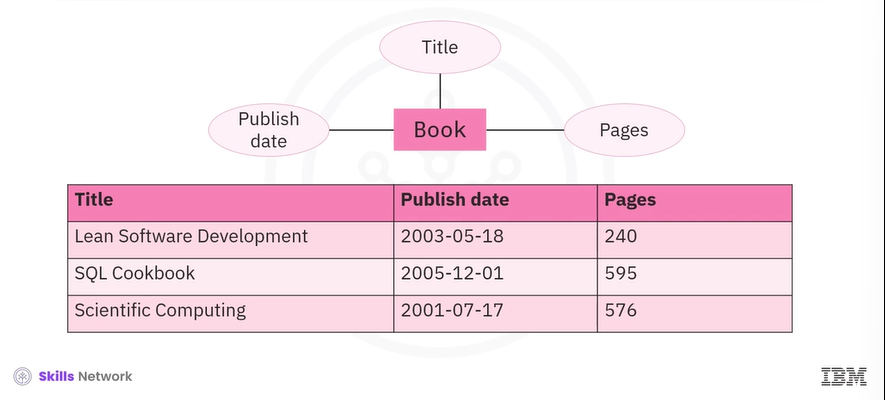 Title
Publish
date
Book
Pages
Title Publish date Pages
Lean Software Development 2003-05-18 240
SQL Cookbook 2005-12-01 595
Scientific Computing 2001-07-17 576
Skills Network
IBM